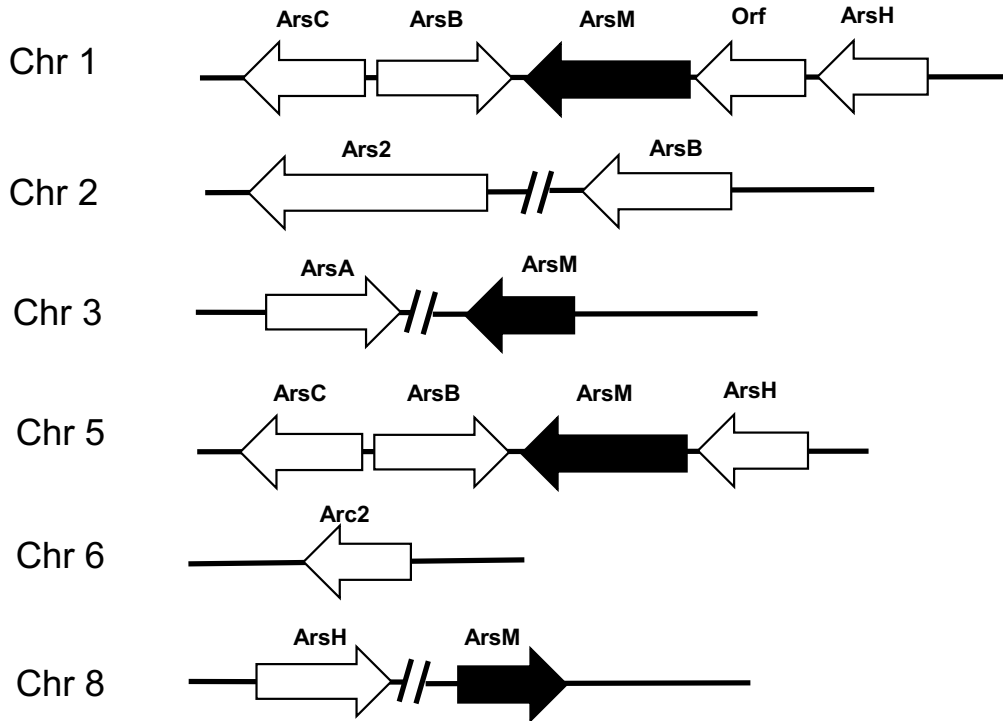 ArsC ArsB ArsM Orf ArsH
Chr 1
Ars2 ArsB
Chr 2
ArsA ArsM
Chr 3
ArsC ArsB ArsM ArsH
Chr 5
Arc2
Chr 6
ArsH ArsM
Chr 8